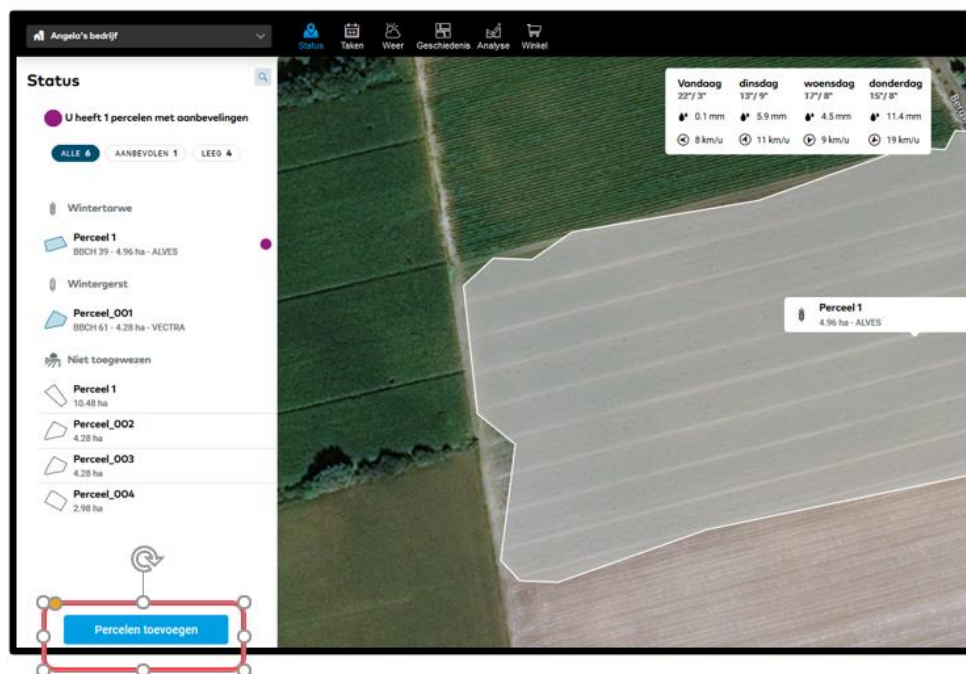 Angela's bedrijf
Status
Taken
Weer
Geschiedenis
Analyse
Winkel
Status
U heeft 1 percelen met aanbevelingen
ALLE 6
AANBEVOLEN 1
LEEG 4
Wintertarwe
Perceel 1
BBCH 39 - 4.96 ha - ALVES
Wintergerst
Perceel_001
BBCH 61 - 4.28 ha - VECTRA
Niet toegewezen
Perceel 1
10.48 ha
Perceel_002
4.28 ha
Perceel_003
4.28 ha
Perceel_004
2.98 ha
Percelen toevoegen
Vandaag dinsdag woensdag donderdag
22°/ 3° 13°/ 9° 17°/ 8° 15°/ 8°
0.1 mm 5.9 mm 4.5 mm 11.4 mm
8 km/u 11 km/u 9 km/u 19 km/u
Perceel 1
4.96 ha - ALVES